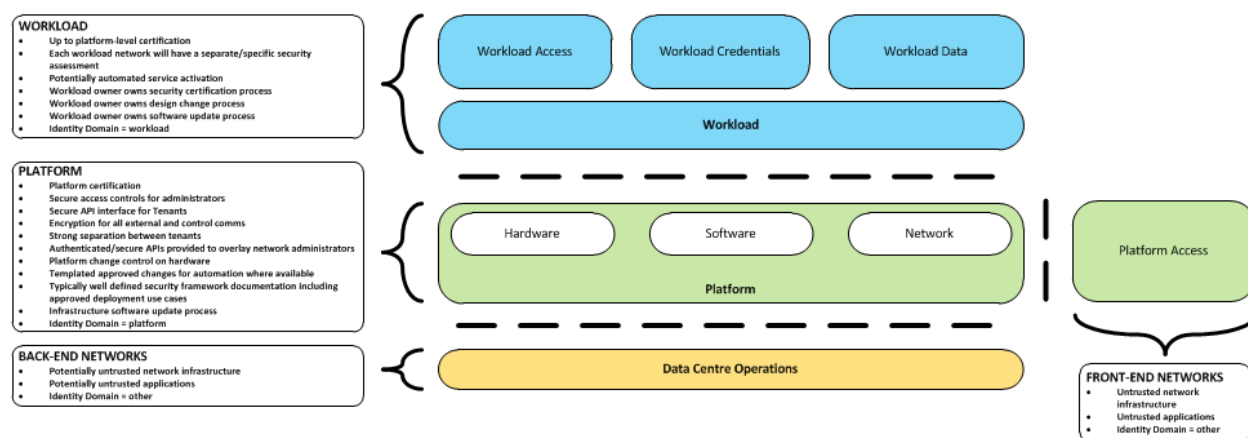 WORKLOAD
• Up to platform-level certification
• Each workload network will have a separate/specific security
assessment
• Potentially automated service activation
• Workload owner owns security certification process
• Workload owner owns design change process
• Workload owner owns software update process
• Identity Domain = workload
Workload Access
Workload Credentials
Workload Data
Workload
PLATFORM
• Platform certification
• Secure access controls for administrators
• Secure API interface for Tenants
• Encryption for all external and control comms
• Strong separation between tenants
• Authenticated/secure APIs provided to overlay network administrators
• Platform change control on hardware
• Templated approved changes for automation where available
• Typically well defined security framework documentation including
approved deployment use cases
• Infrastructure software update process
• Identity Domain = platform
Hardware
Software
Network
Platform
Platform Access
BACK-END NETWORKS
• Potentially untrusted network infrastructure
• Potentially untrusted applications
• Identity Domain = other
Data Centre Operations
FRONT-END NETWORKS
• Untrusted network
infrastructure
• Untrusted applications
• Identity Domain = other